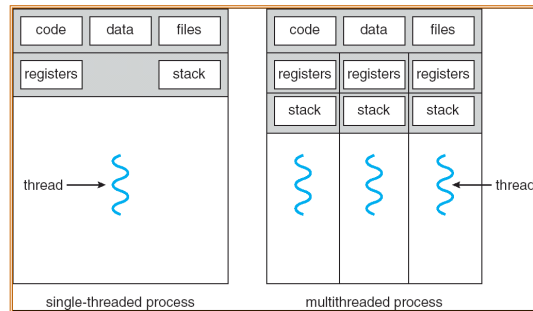 code data files code data files
registers stack registers registers registers
stack stack stack
thread thread
single-threaded process multithreaded process